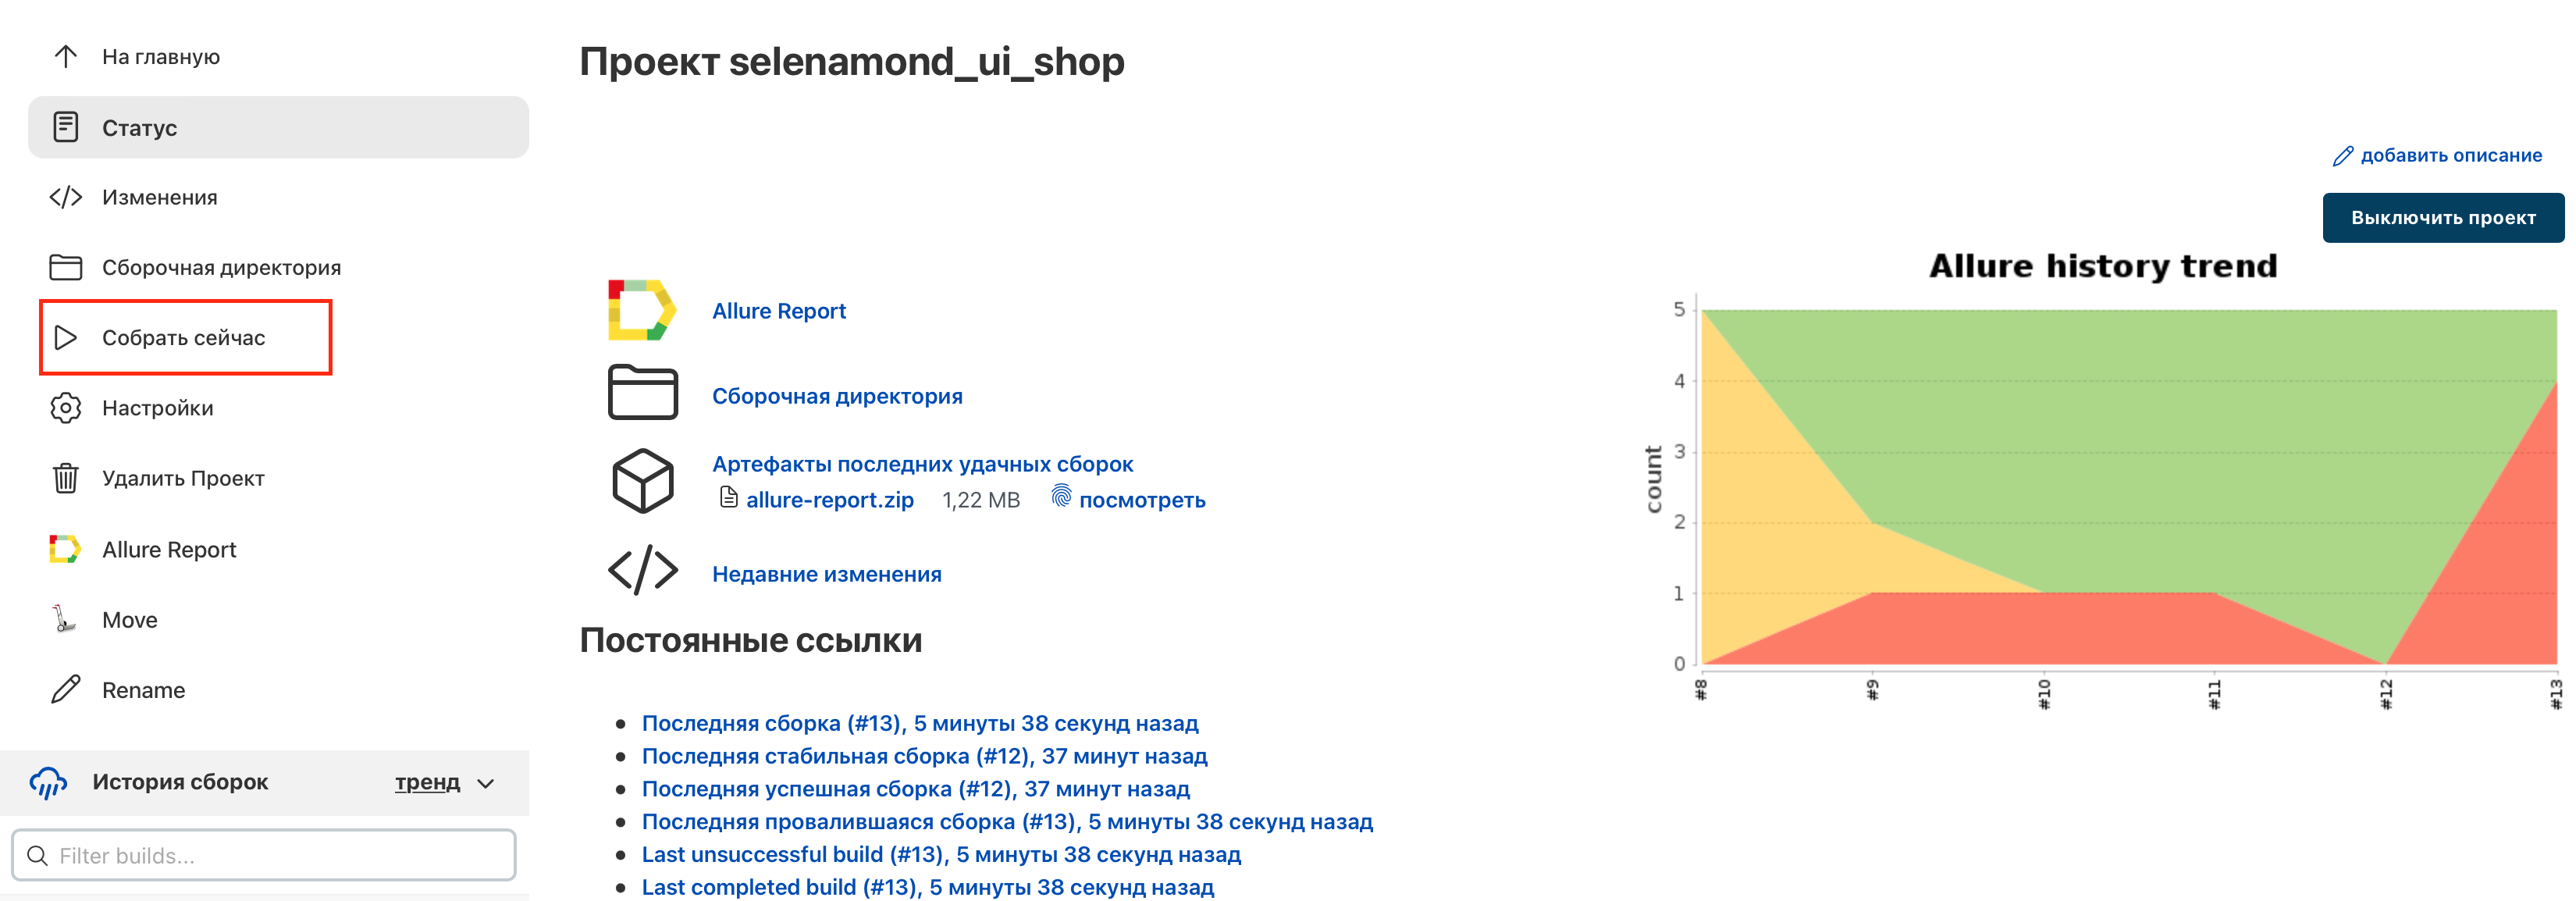 На главную
Статус
Изменения
Сборочная директория
Собрать сейчас
Настройки
Удалить Проект
Allure Report
Move
Rename
История сборок
тренд
Filter builds...
Проект selenamond_ui_shop
добавить описание
Выключить проект
Allure Report
Сборочная директория
Артефакты последних удачных сборок
allure-report.zip 1,22 MB посмотреть
Недавние изменения
Постоянные ссылки
Последняя сборка (#13), 5 минуты 38 секунд назад
Последняя стабильная сборка (#12), 37 минут назад
Последняя успешная сборка (#12), 37 минут назад
Последняя провалившаяся сборка (#13), 5 минуты 38 секунд назад
Last unsuccessful build (#13), 5 минуты 38 секунд назад
Last completed build (#13), 5 минуты 38 секунд назад
Allure history trend
count
5
4
3
2
1
0
#8
#9
#10
#11
#12
#13